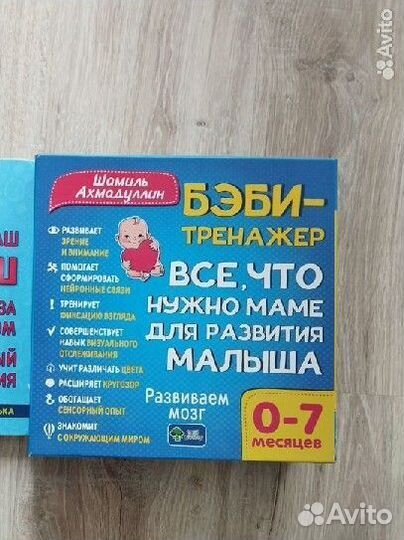 Avito
Шамиль
Ахмадуллин
БЭБИ-
ТРЕНАЖЕР
ВСЕ, ЧТО
НУЖНО МАМЕ
ДЛЯ РАЗВИТИЯ
МАЛЫША
РАЗВИВАЕТ
ЗРЕНИЕ
И ВНИМАНИЕ
ПОМОГАЕТ
СФОРМИРОВАТЬ
НЕЙРОННЫЕ СВЯЗИ
ТРЕНИРУЕТ
ФИКСАЦИЮ ВЗГЛЯДА
СОВЕРШЕНСТВУЕТ
НАВЫК ВИЗУАЛЬНОГО
ОТСЛЕЖИВАНИЯ
УЧИТ РАЗЛИЧАТЬ ЦВЕТА
РАСШИРЯЕТ КРУГОЗОР
ОБОГАЩАЕТ
СЕНСОРНЫЙ ОПЫТ
ЗНАКОМИТ
С ОКРУЖАЮЩИМ МИРОМ
Развиваем
мозг
0-7
месяцев
Avito